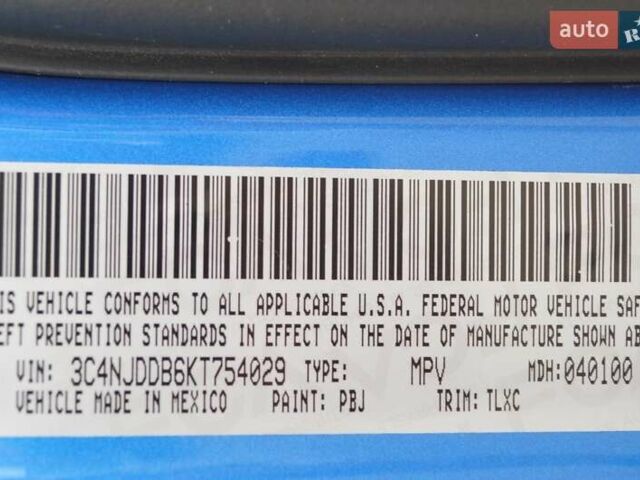 auto
R
IS VEHICLE CONFORMS TO ALL APPLICABLE U.S.A. FEDERAL MOTOR VEHICLE SAF
EFT PREVENTION STANDARDS IN EFFECT ON THE DATE OF MANUFACTURE SHOWN AB
VIN: 3C4NJDDB6KT754029 TYPE: MPV MDH:040100
VEHICLE MADE IN MEXICO PAINT: PBJ TRIM: TLXC